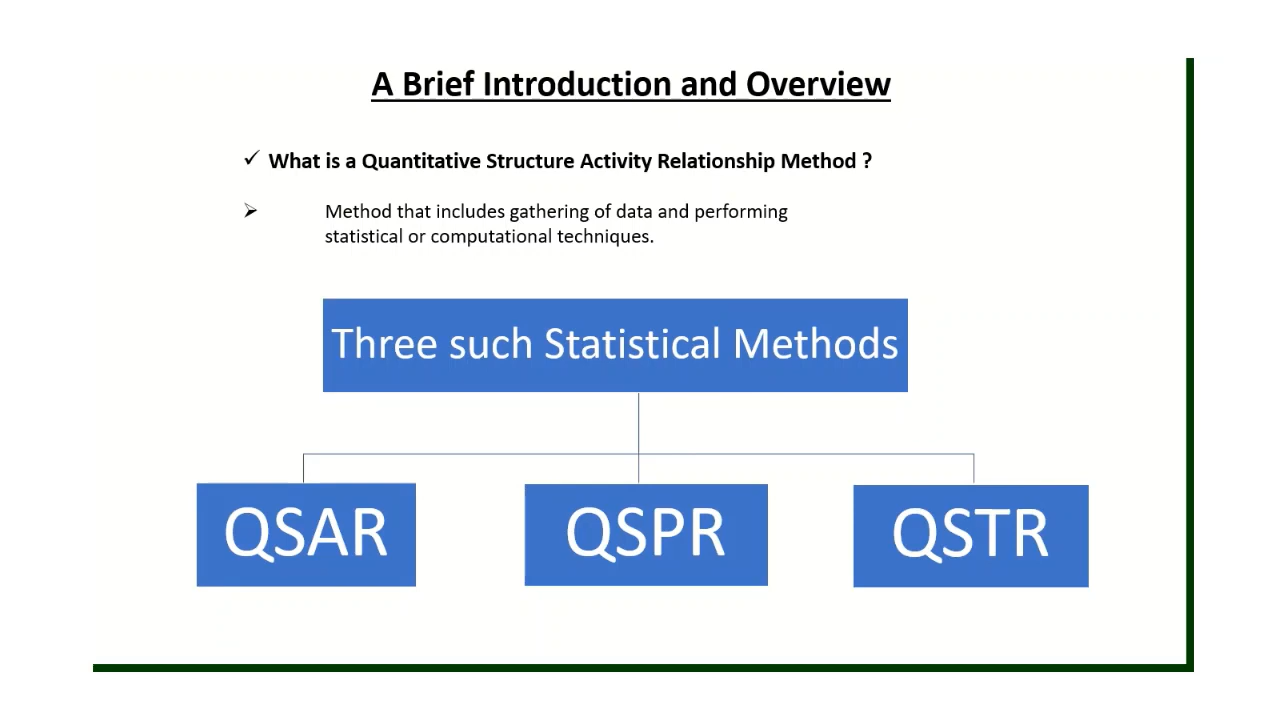 A Brief Introduction and Overview
✓ What is a Quantitative Structure Activity Relationship Method ?
➢ Method that includes gathering of data and performing
statistical or computational techniques.
Three such Statistical Methods
QSAR
QSPR
QSTR